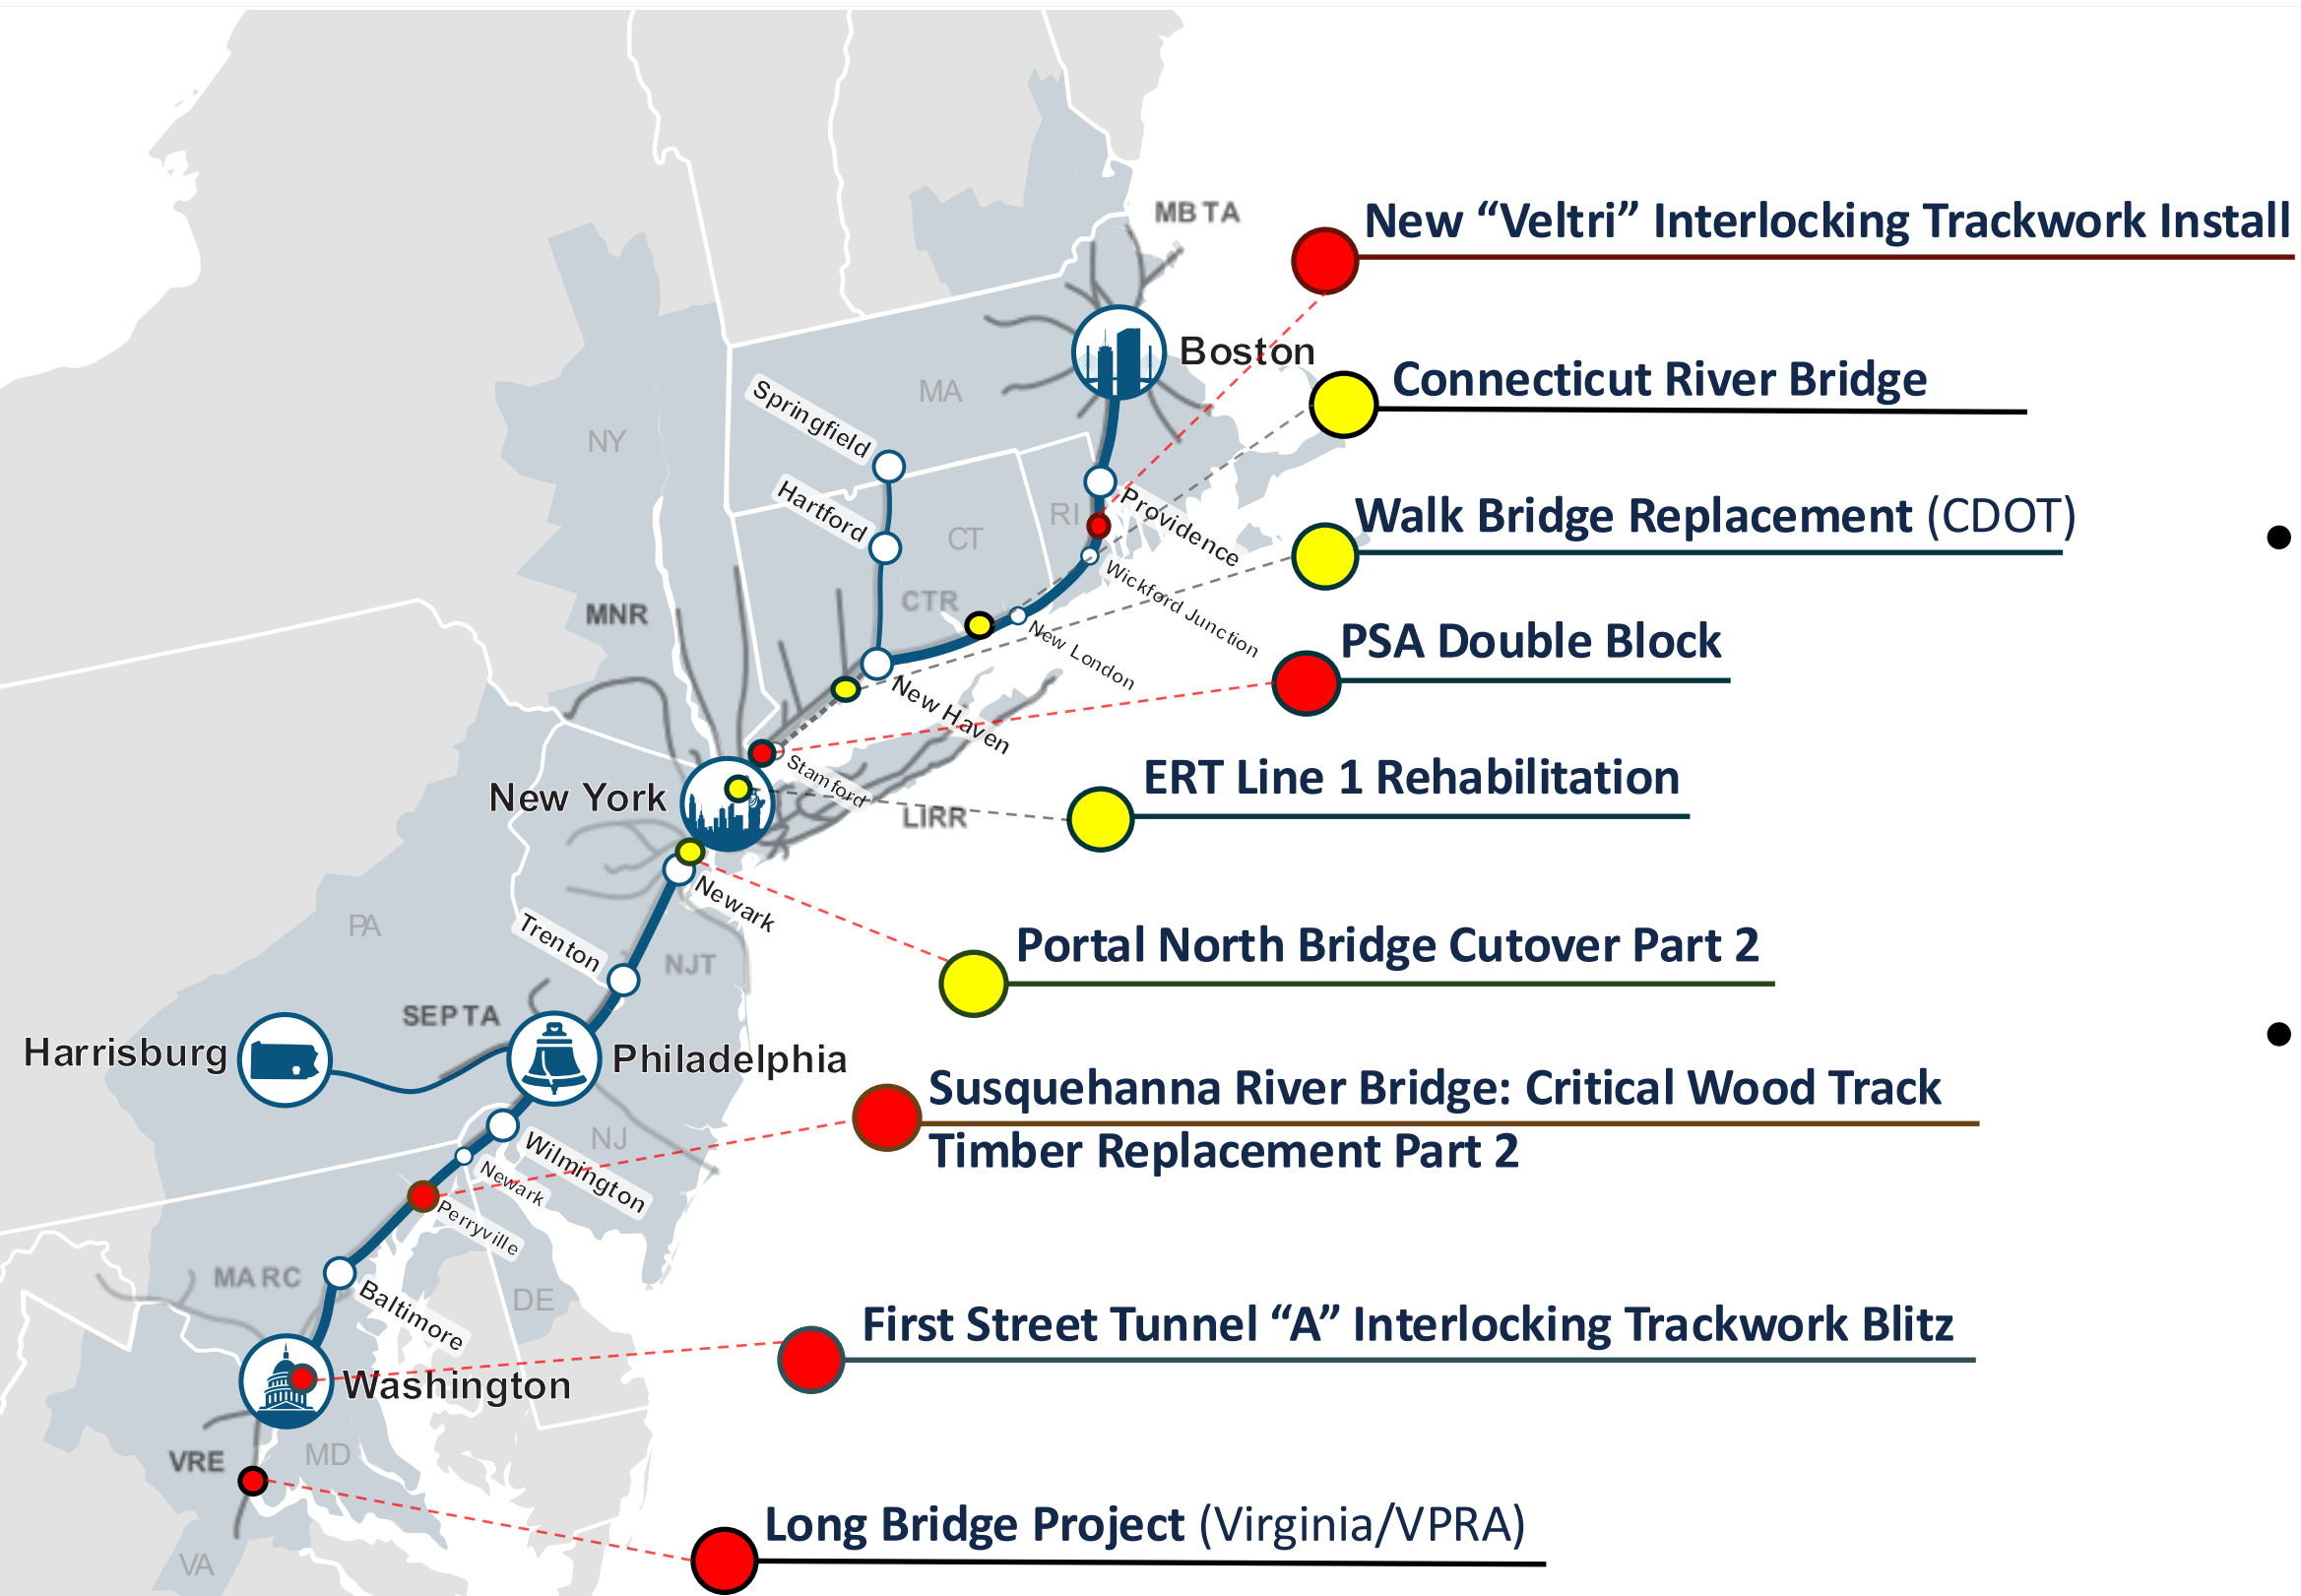 MBTA
New “Veltri” Interlocking Trackwork Install
Boston
Connecticut River Bridge
MA
Springfield
NY
Hartford
Providence
RI
Walk Bridge Replacement (CDOT)
•
CT
Wickford Junction
CTR
MNR
New London
PSA Double Block
New Haven
Stamford
ERT Line 1 Rehabilitation
New York
LIRR
Newark
PA
Trenton
Portal North Bridge Cutover Part 2
NJT
SEPTA
•
Harrisburg
Philadelphia
Susquehanna River Bridge: Critical Wood Track
Timber Replacement Part 2
NJ
Wilmington
Newark
Perryville
MARC
DE
Baltimore
First Street Tunnel “A” Interlocking Trackwork Blitz
Washington
MD
VRE
Long Bridge Project (Virginia/VPRA)
VA